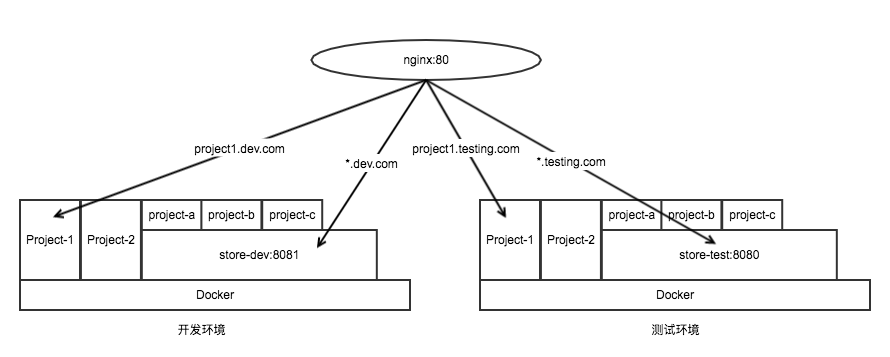 nginx:80
project1.dev.com
*.dev.com
project1.testing.com
*.testing.com
project-a
project-b
project-c
Project-1
Project-2
store-dev:8081
Docker
开发环境
project-a
project-b
project-c
Project-1
Project-2
store-test:8080
Docker
测试环境